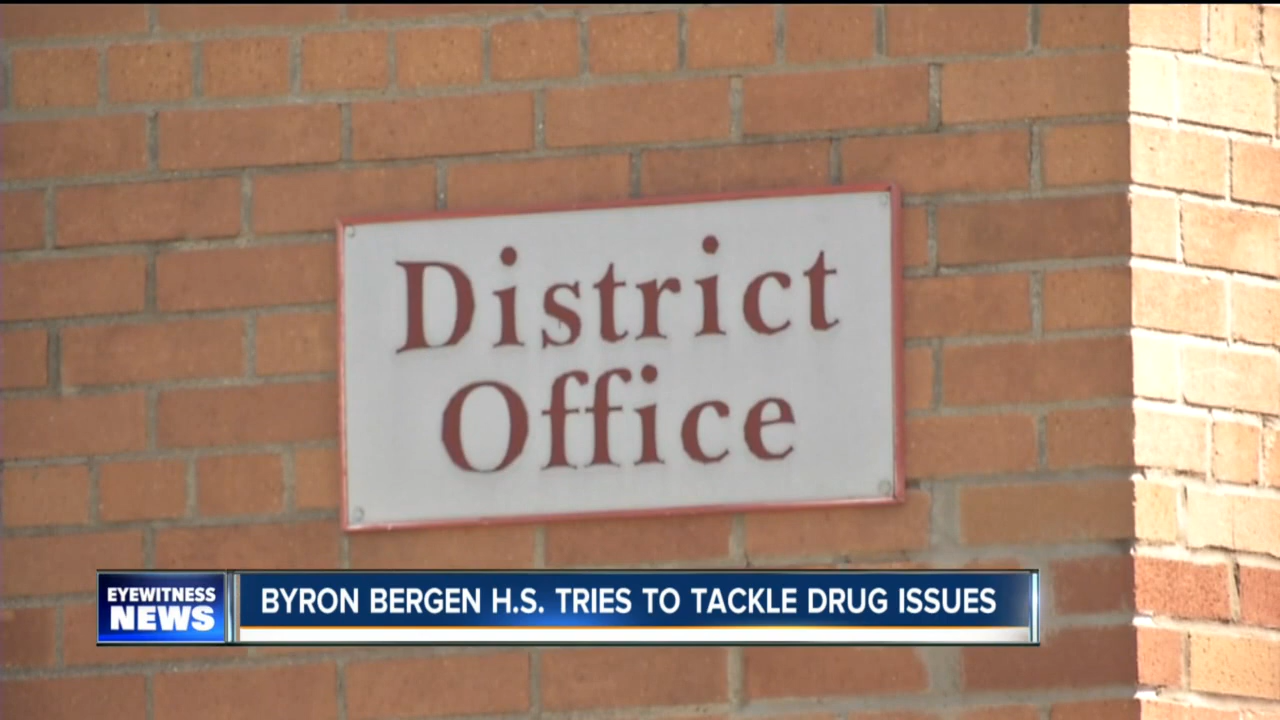 District
Office
EYEWITNESS
NEWS
BYRON BERGEN H.S. TRIES TO TACKLE DRUG ISSUES